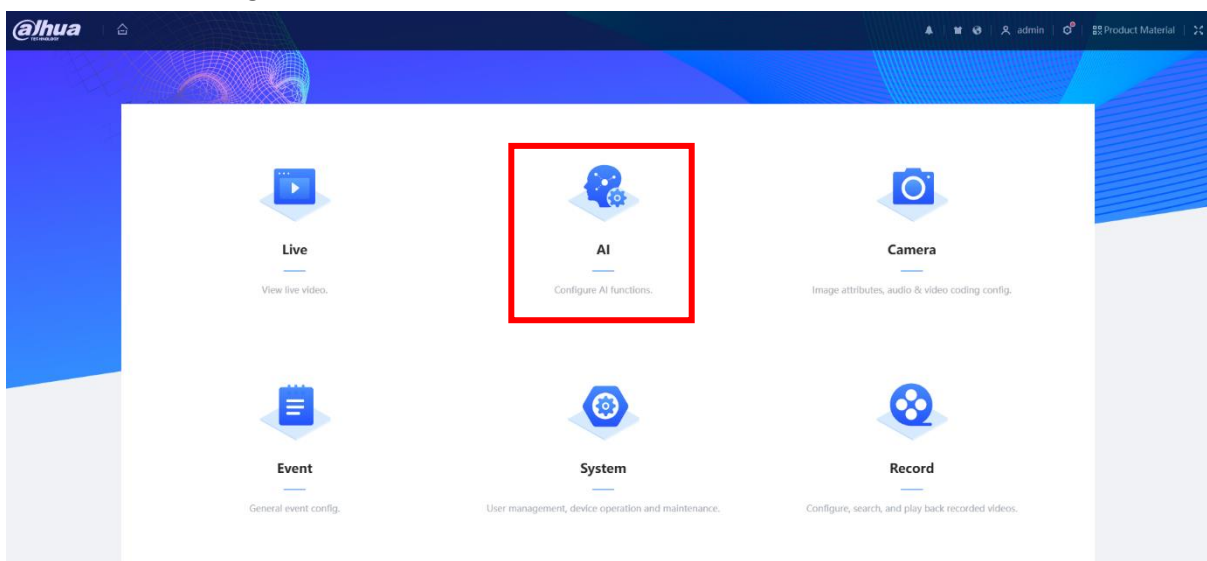 alhua
TECHNOLOGY
admin
Product Material
Live
View live video.
AI
Configure AI functions.
Camera
Image attributes, audio & video coding config.
Event
General event config.
System
User management, device operation and maintenance.
Record
Configure, search, and play back recorded videos.